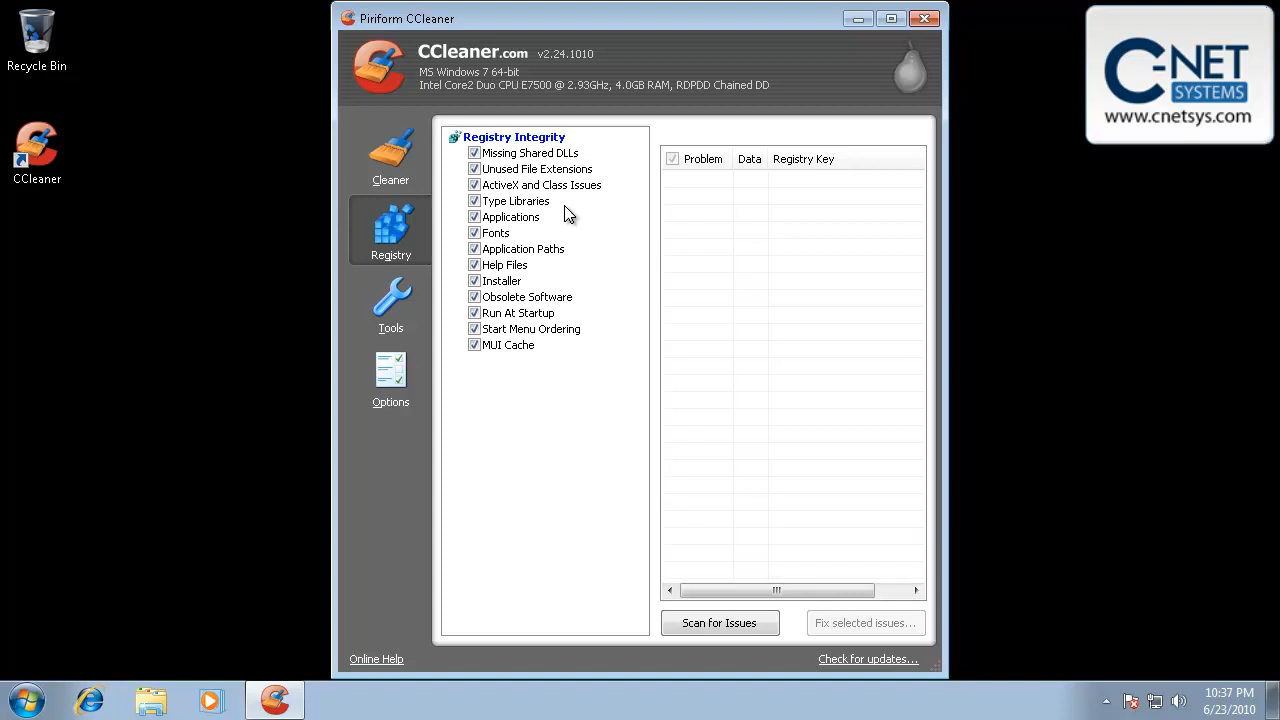 Recycle Bin
CCleaner
Piriform CCleaner
CCleaner.com v2.24.1010
MS Windows 7 64-bit
Intel Core2 Duo CPU E7500 @ 2.93GHz, 4.0GB RAM, RDPDD Chained DD
C-NET
SYSTEMS
www.cnetsys.com
Cleaner
Registry
Tools
Options
Registry Integrity
Missing Shared DLLs
Unused File Extensions
ActiveX and Class Issues
Type Libraries
Applications
Fonts
Application Paths
Help Files
Installer
Obsolete Software
Run At Startup
Start Menu Ordering
MUI Cache
Problem Data Registry Key
Scan for Issues
Fix selected issues...
Online Help
Check for updates...
10:37 PM
6/23/2010